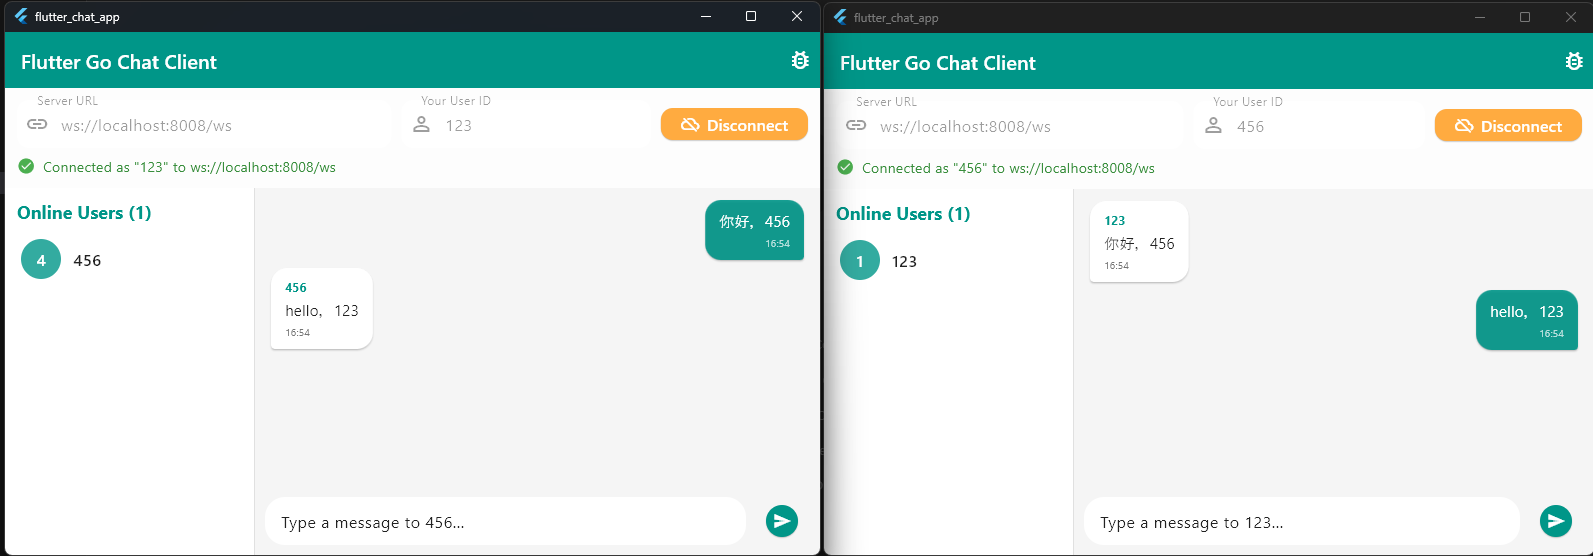 flutter_chat_app
Flutter Go Chat Client
Server URL
ws://localhost:8008/ws
Your User ID
123
Disconnect
Connected as "123" to ws://localhost:8008/ws
Online Users (1)
4
456
你好，456
16:54
456
hello，123
16:54
Type a message to 456...
flutter_chat_app
Flutter Go Chat Client
Server URL
ws://localhost:8008/ws
Your User ID
456
Disconnect
Connected as "456" to ws://localhost:8008/ws
Online Users (1)
1
123
123
你好，456
16:54
hello，123
16:54
Type a message to 123...